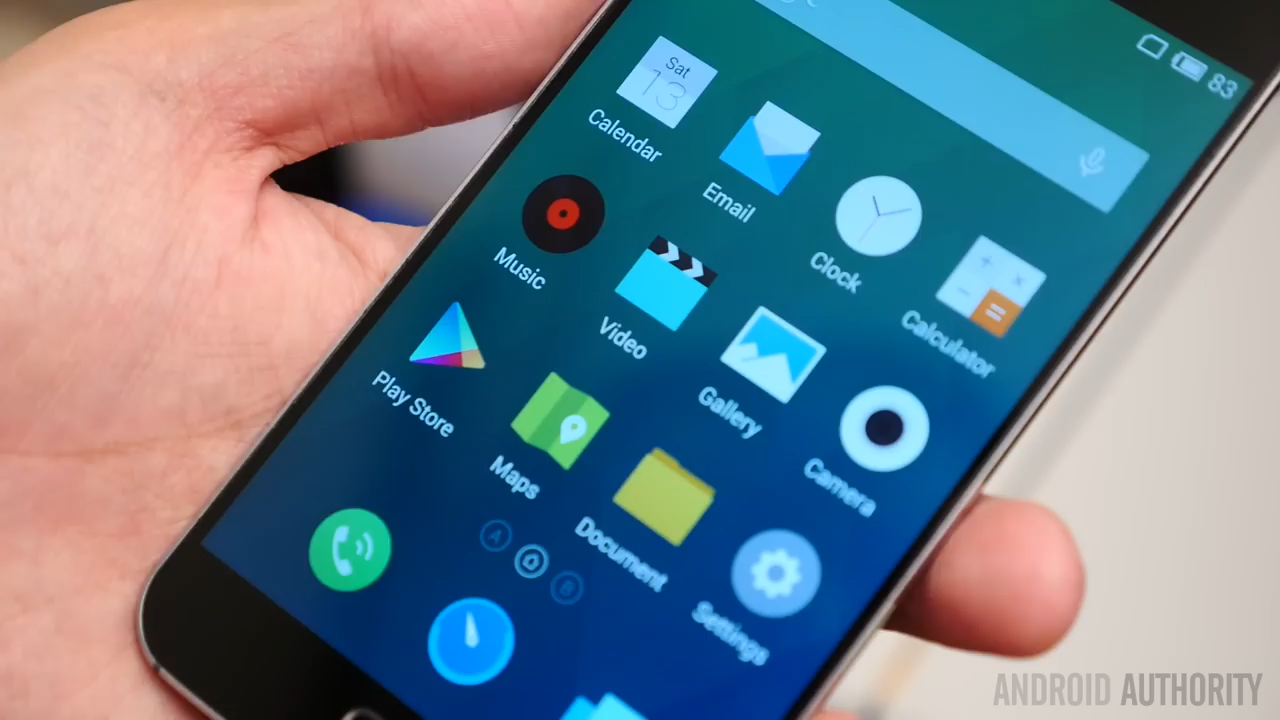 83
Sat
13
Calendar
Email
Clock
Calculator
Music
Video
Gallery
Camera
Play Store
Maps
Document
Settings
A
B
ANDROID AUTHORITY